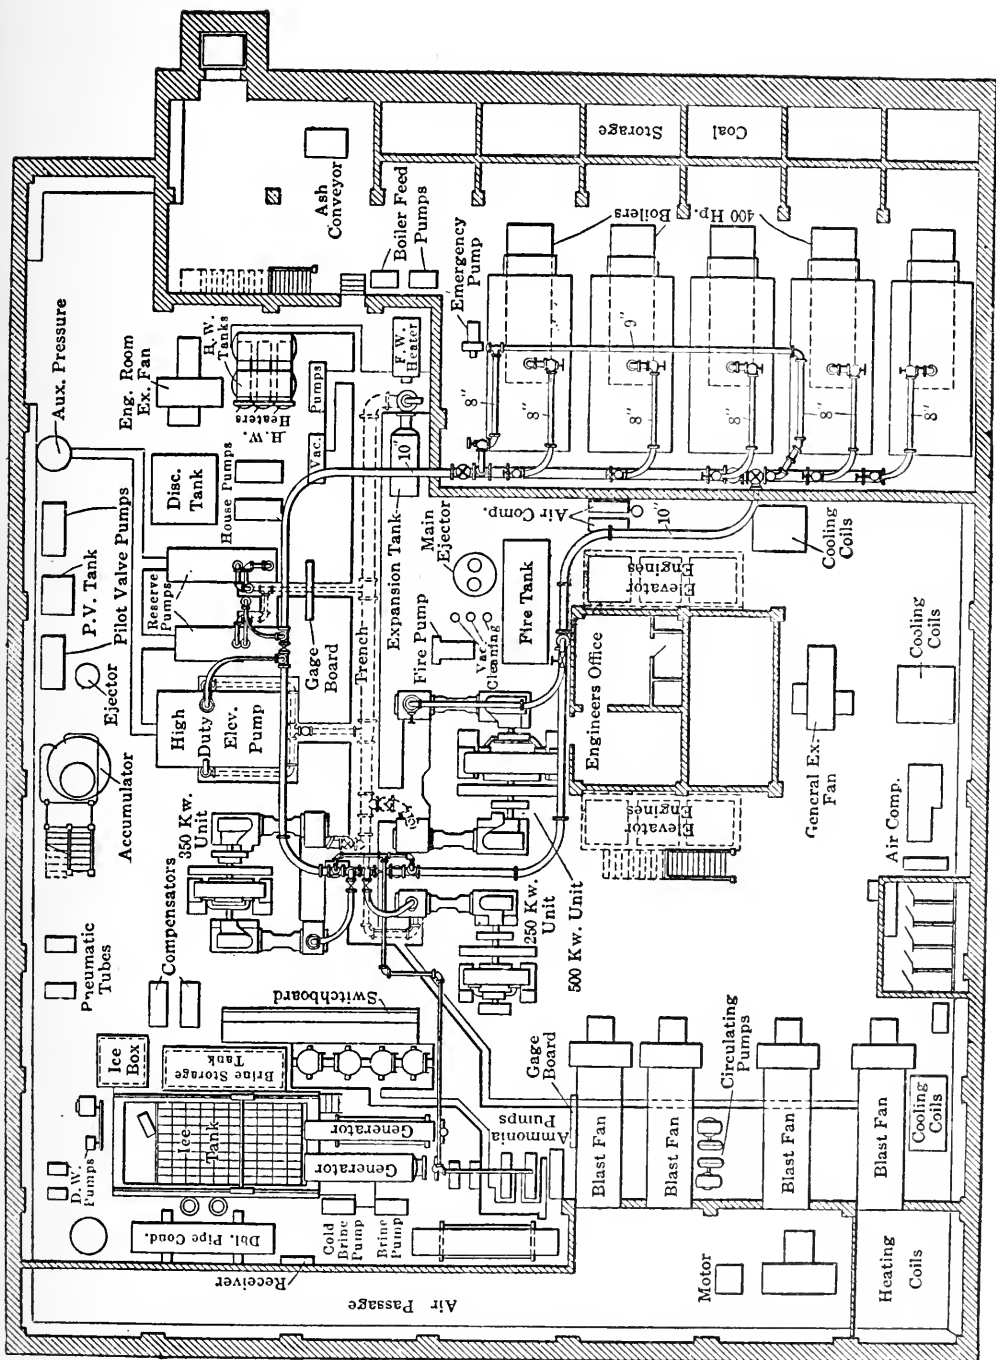 Coal
Storage
Ash
Conveyor
Boiler Feed
Pumps
Emergency
Pump
Boilers
400 Hp.
9"
8"
8"
8"
8"
8"
8"
Aux. Pressure
Eng. Room
Ex. Fan
H.W.
Tanks
H.W.
Heaters
Pumps
Vac.
F.W.
Heater
10"
Disc.
Tank
House Pumps
Expansion Tank
Main
Ejector
Air Comp.
10"
Cooling
Coils
P.V. Tank
Pilot Valve Pumps
Reserve
Pumps
Gage
Board
Trench
Fire Pump
Vac.
Cleaning
Fire Tank
Elevator
Engines
Ejector
High
Duty
Elev.
Pump
Engineers Office
Cooling
Coils
General Ex.
Fan
Accumulator
350 Kw.
Unit
Compensators
Elevator
Engines
Air Comp.
250 Kw.
Unit
500 Kw. Unit
Pneumatic
Tubes
Switchboard
Ice
Box
Brine Storage
Tank
Gage
Board
Circulating
Pumps
Ice
Tank
Generator
Generator
Ammonia
Pumps
Blast Fan
Blast Fan
Blast Fan
Blast Fan
Cooling
Coils
D. W.
Pumps
Dbl. Pipe Cond.
Cold
Brine
Pump
Brine
Pump
Receiver
Air Passage
Motor
Heating
Coils